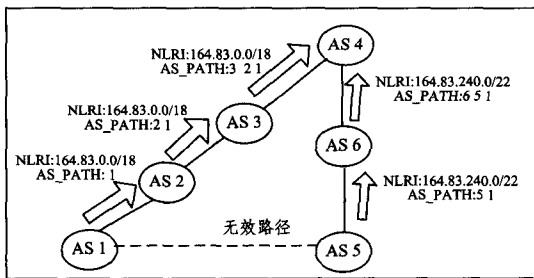 AS 4
NLRI:164.83.0.0/18
AS_PATH:3 2 1
NLRI:164.83.240.0/22
AS_PATH:6 5 1
NLRI:164.83.0.0/18
AS_PATH:2 1
AS 3
AS 6
NLRI:164.83.0.0/18
AS_PATH: 1
AS 2
NLRI:164.83.240.0/22
AS_PATH:5 1
无效路径
AS 1
AS 5